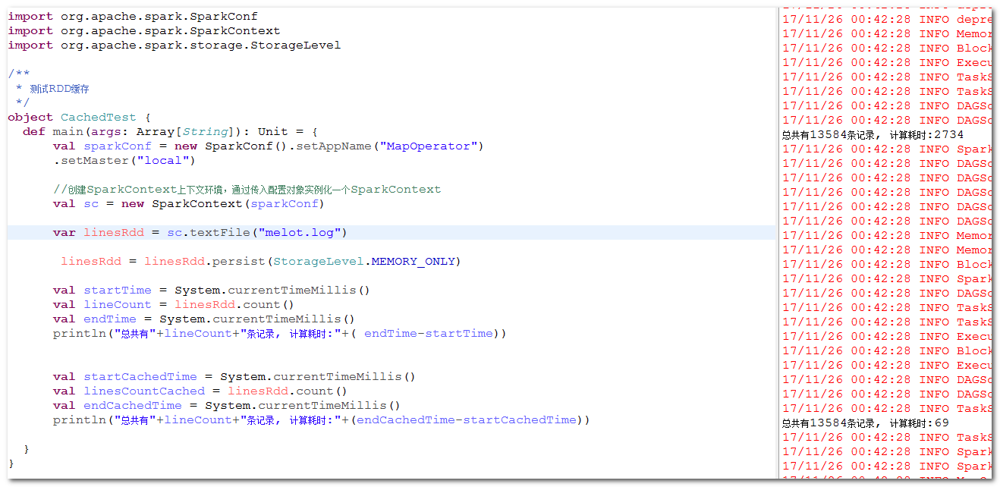 import org.apache.spark.SparkConf
import org.apache.spark.SparkContext
import org.apache.spark.storage.StorageLevel
/**
* 测试RDD缓存
*/
object CachedTest {
def main(args: Array[String]): Unit = {
val sparkConf = new SparkConf().setAppName("MapOperator")
.setMaster("local")
//创建SparkContext上下文环境,通过传入配置对象实例化一个SparkContext
val sc = new SparkContext(sparkConf)
var linesRdd = sc.textFile("melot.log")
linesRdd = linesRdd.persist(StorageLevel.MEMORY_ONLY)
val startTime = System.currentTimeMillis()
val lineCount = linesRdd.count()
val endTime = System.currentTimeMillis()
println("总共有"+lineCount+"条记录, 计算耗时:"+( endTime-startTime))
val startCachedTime = System.currentTimeMillis()
val linesCountCached = linesRdd.count()
val endCachedTime = System.currentTimeMillis()
println("总共有"+lineCount+"条记录, 计算耗时:"+(endCachedTime-startCachedTime))
}
}
17/11/26 00:42:28 INFO depre
17/11/26 00:42:28 INFO Memor
17/11/26 00:42:28 INFO Block
17/11/26 00:42:28 INFO Execu
17/11/26 00:42:28 INFO TaskS
17/11/26 00:42:28 INFO TaskS
17/11/26 00:42:28 INFO DAGSc
17/11/26 00:42:28 INFO DAGSc
总共有13584条记录, 计算耗时:2734
17/11/26 00:42:28 INFO Spark
17/11/26 00:42:28 INFO DAGSc
17/11/26 00:42:28 INFO DAGSc
17/11/26 00:42:28 INFO DAGSc
17/11/26 00:42:28 INFO DAGSc
17/11/26 00:42:28 INFO DAGSc
17/11/26 00:42:28 INFO Memor
17/11/26 00:42:28 INFO Memor
17/11/26 00:42:28 INFO Block
17/11/26 00:42:28 INFO Spark
17/11/26 00:42:28 INFO DAGSc
17/11/26 00:42:28 INFO TaskS
17/11/26 00:42:28 INFO TaskS
17/11/26 00:42:28 INFO Execu
17/11/26 00:42:28 INFO Block
17/11/26 00:42:28 INFO Execu
17/11/26 00:42:28 INFO DAGSc
17/11/26 00:42:28 INFO DAGSc
17/11/26 00:42:28 INFO TaskS
总共有13584条记录, 计算耗时:69
17/11/26 00:42:28 INFO TaskS
17/11/26 00:42:28 INFO Spark
17/11/26 00:42:28 INFO Spark